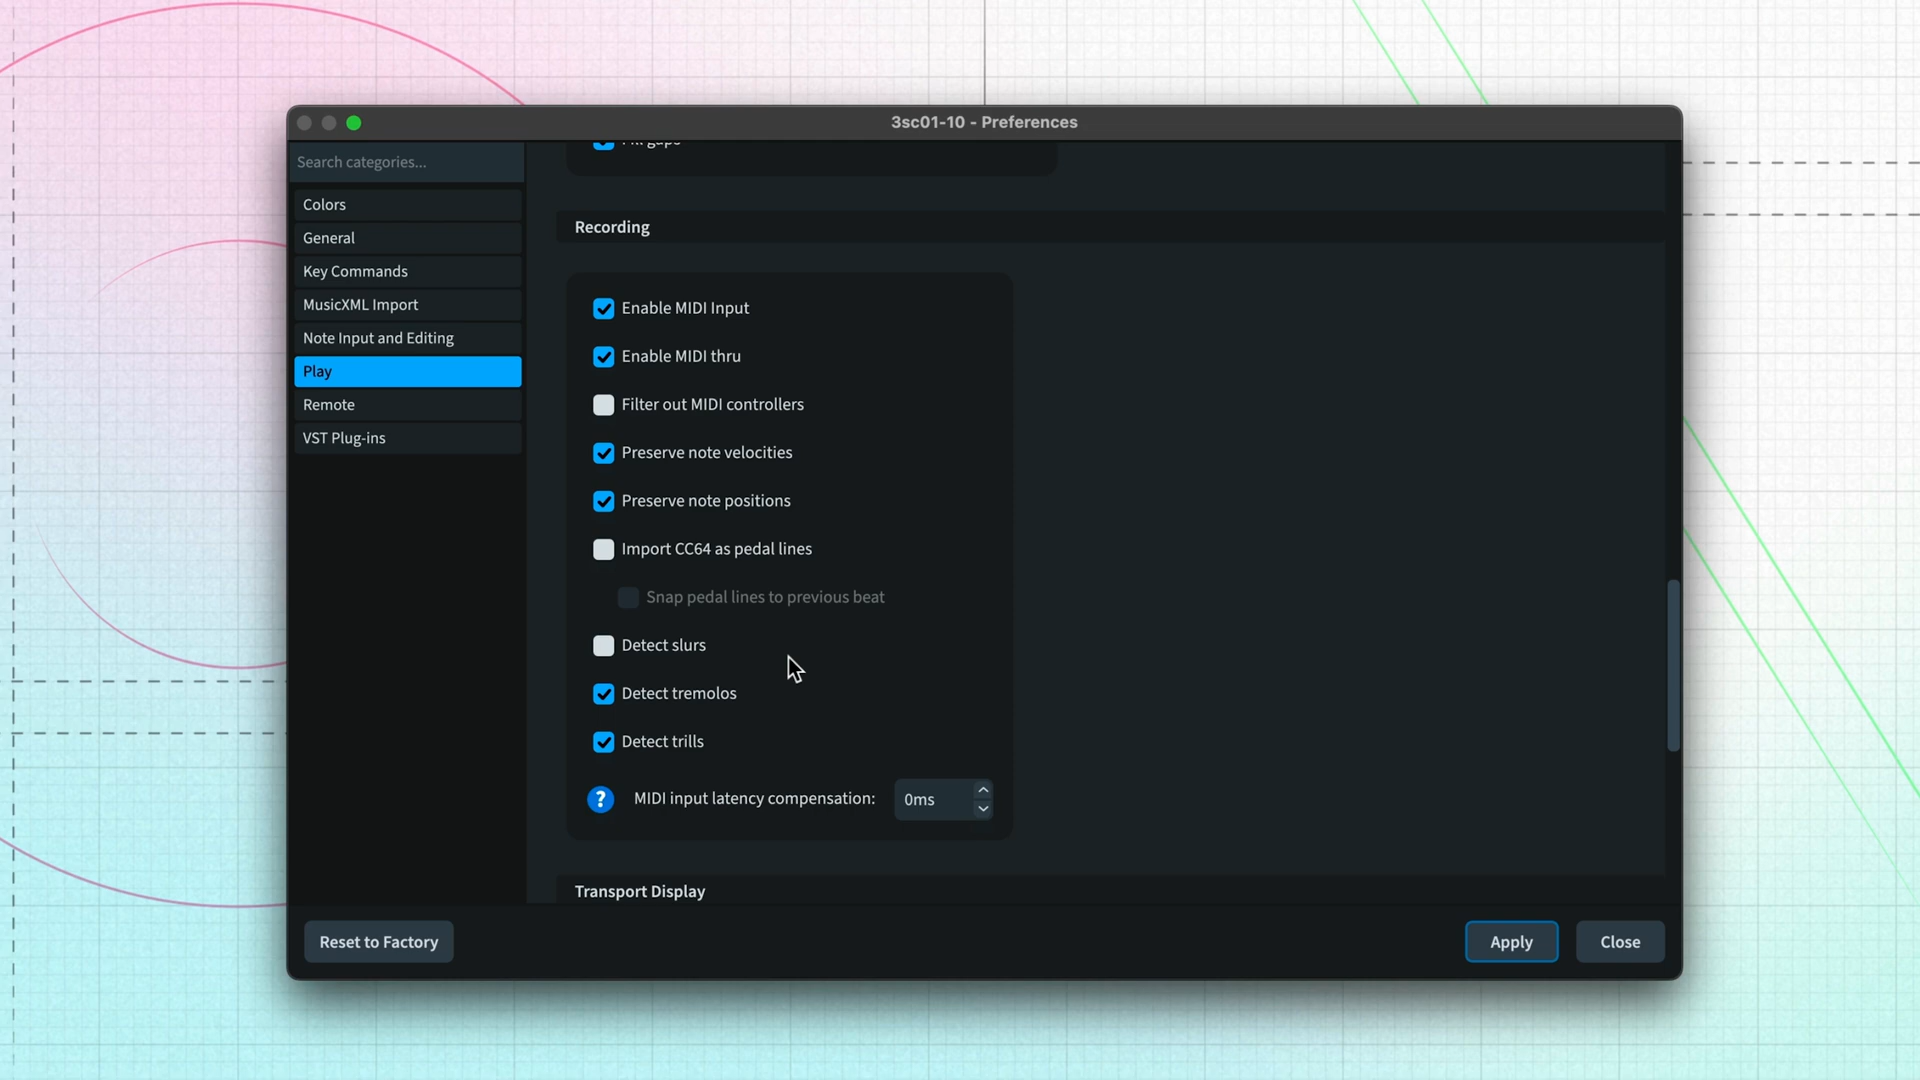 3sc01-10 - Preferences
Search categories...
Colors
General
Key Commands
MusicXML Import
Note Input and Editing
Play
Remote
VST Plug-ins
Recording
Enable MIDI Input
Enable MIDI thru
Filter out MIDI controllers
Preserve note velocities
Preserve note positions
Import CC64 as pedal lines
Snap pedal lines to previous beat
Detect slurs
Detect tremolos
Detect trills
? MIDI input latency compensation: 0ms
Transport Display
Reset to Factory
Apply
Close